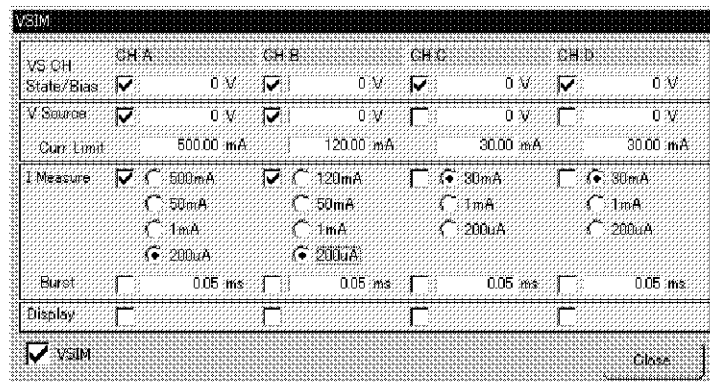 VSIM
CH A CH B CH C CH D
VS CH
State/Bias 0 V 0 V 0 V 0 V
V Source 0 V 0 V 0 V 0 V
Curr Limit 500.00 mA 120.00 mA 30.00 mA 30.00 mA
I Measure 500mA 120mA 30mA 30mA
50mA 50mA 1mA 1mA
1mA 1mA 200uA 200uA
200uA 200uA
Burst 0.05 ms 0.05 ms 0.05 ms 0.05 ms
Display
VSIM Close